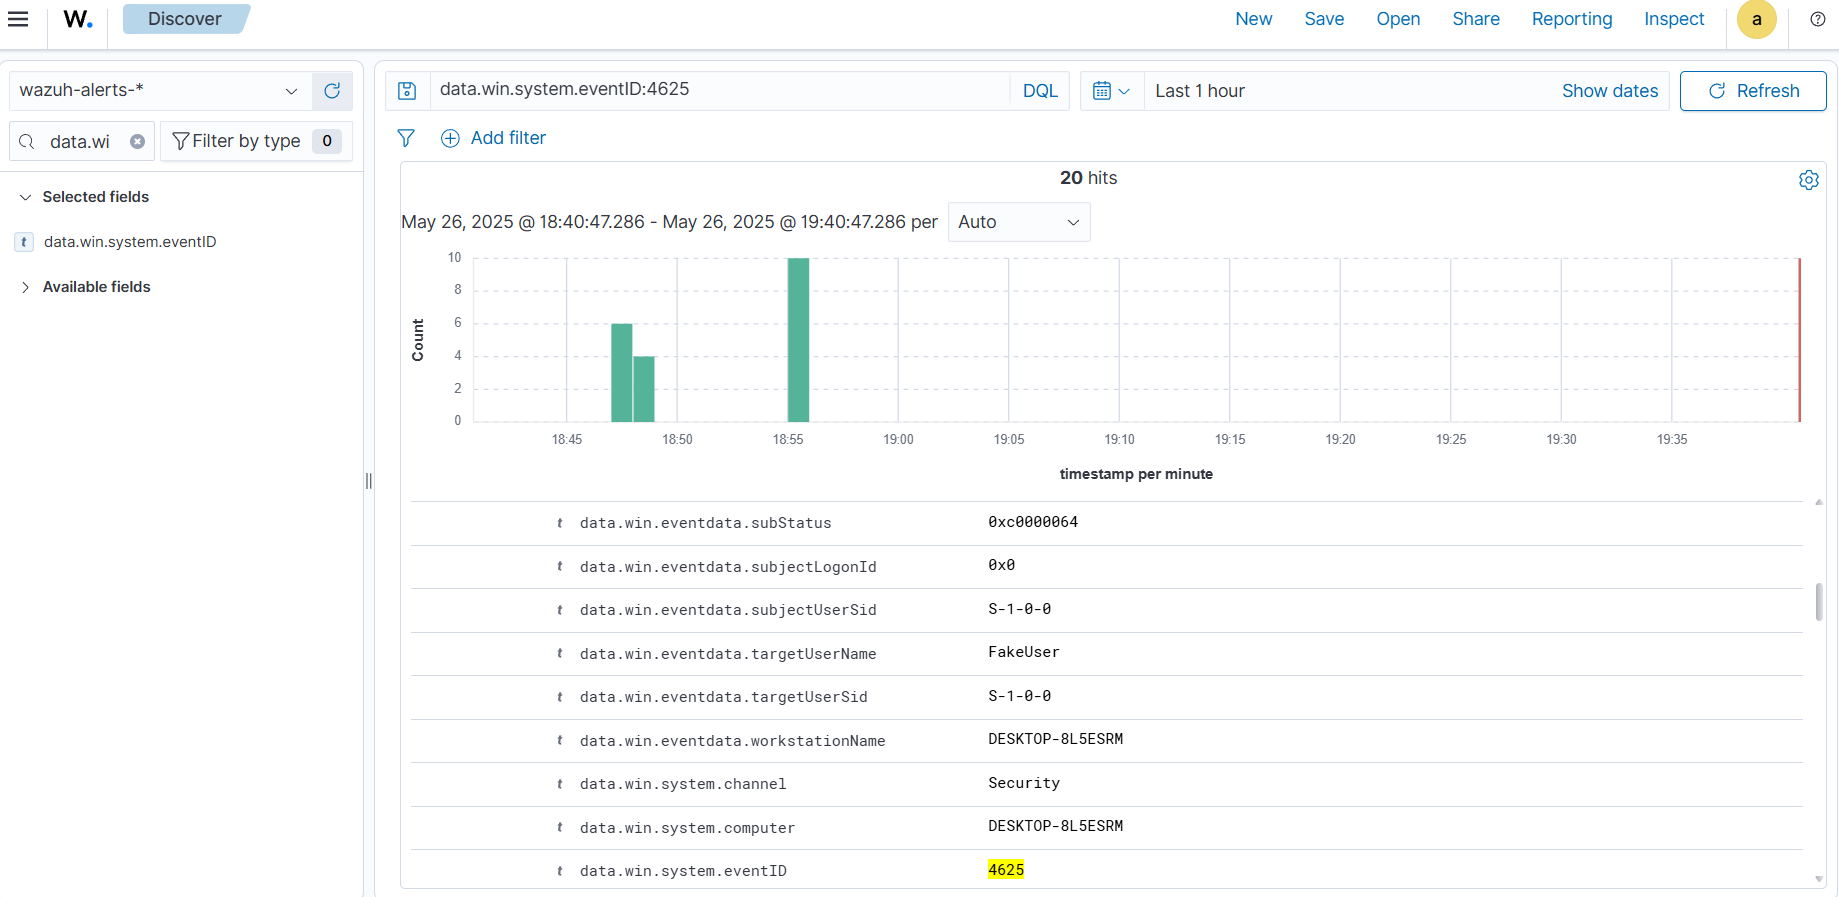 W. Discover New Save Open Share Reporting Inspect a
wazuh-alerts-*
data.win.system.eventID:4625 DQL Last 1 hour Show dates Refresh
data.wi Filter by type 0
Add filter
Selected fields
t data.win.system.eventID
Available fields
20 hits
May 26, 2025 @ 18:40:47.286 - May 26, 2025 @ 19:40:47.286 per Auto
Count
10
8
6
4
2
0
18:45 18:50 18:55 19:00 19:05 19:10 19:15 19:20 19:25 19:30 19:35
timestamp per minute
t data.win.eventdata.subStatus 0xc0000064
t data.win.eventdata.subjectLogonId 0x0
t data.win.eventdata.subjectUserSid S-1-0-0
t data.win.eventdata.targetUserName FakeUser
t data.win.eventdata.targetUserSid S-1-0-0
t data.win.eventdata.workstationName DESKTOP-8L5ESRM
t data.win.system.channel Security
t data.win.system.computer DESKTOP-8L5ESRM
t data.win.system.eventID 4625